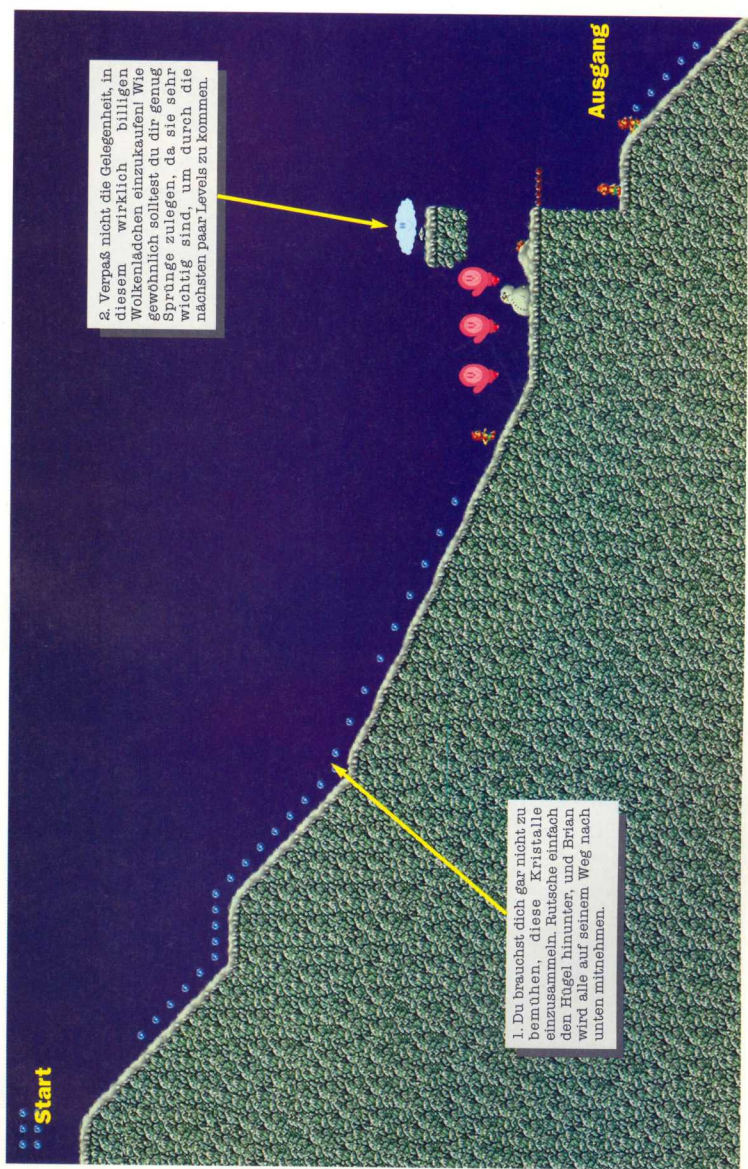 Start
1. Du brauchst dich gar nicht zu
bemühen, diese Kristalle
einzusammeln. Rutsche einfach
den Hügel hinunter, und Brian
wird alle auf seinem Weg nach
unten mitnehmen.
2. Verpaß nicht die Gelegenheit, in
diesem wirklich billigen
Wolkenlädchen einzukaufen! Wie
gewöhnlich solltest du dir genug
Sprünge zulegen, da sie sehr
wichtig sind, um durch die
nächsten paar Levels zu kommen.
Ausgang